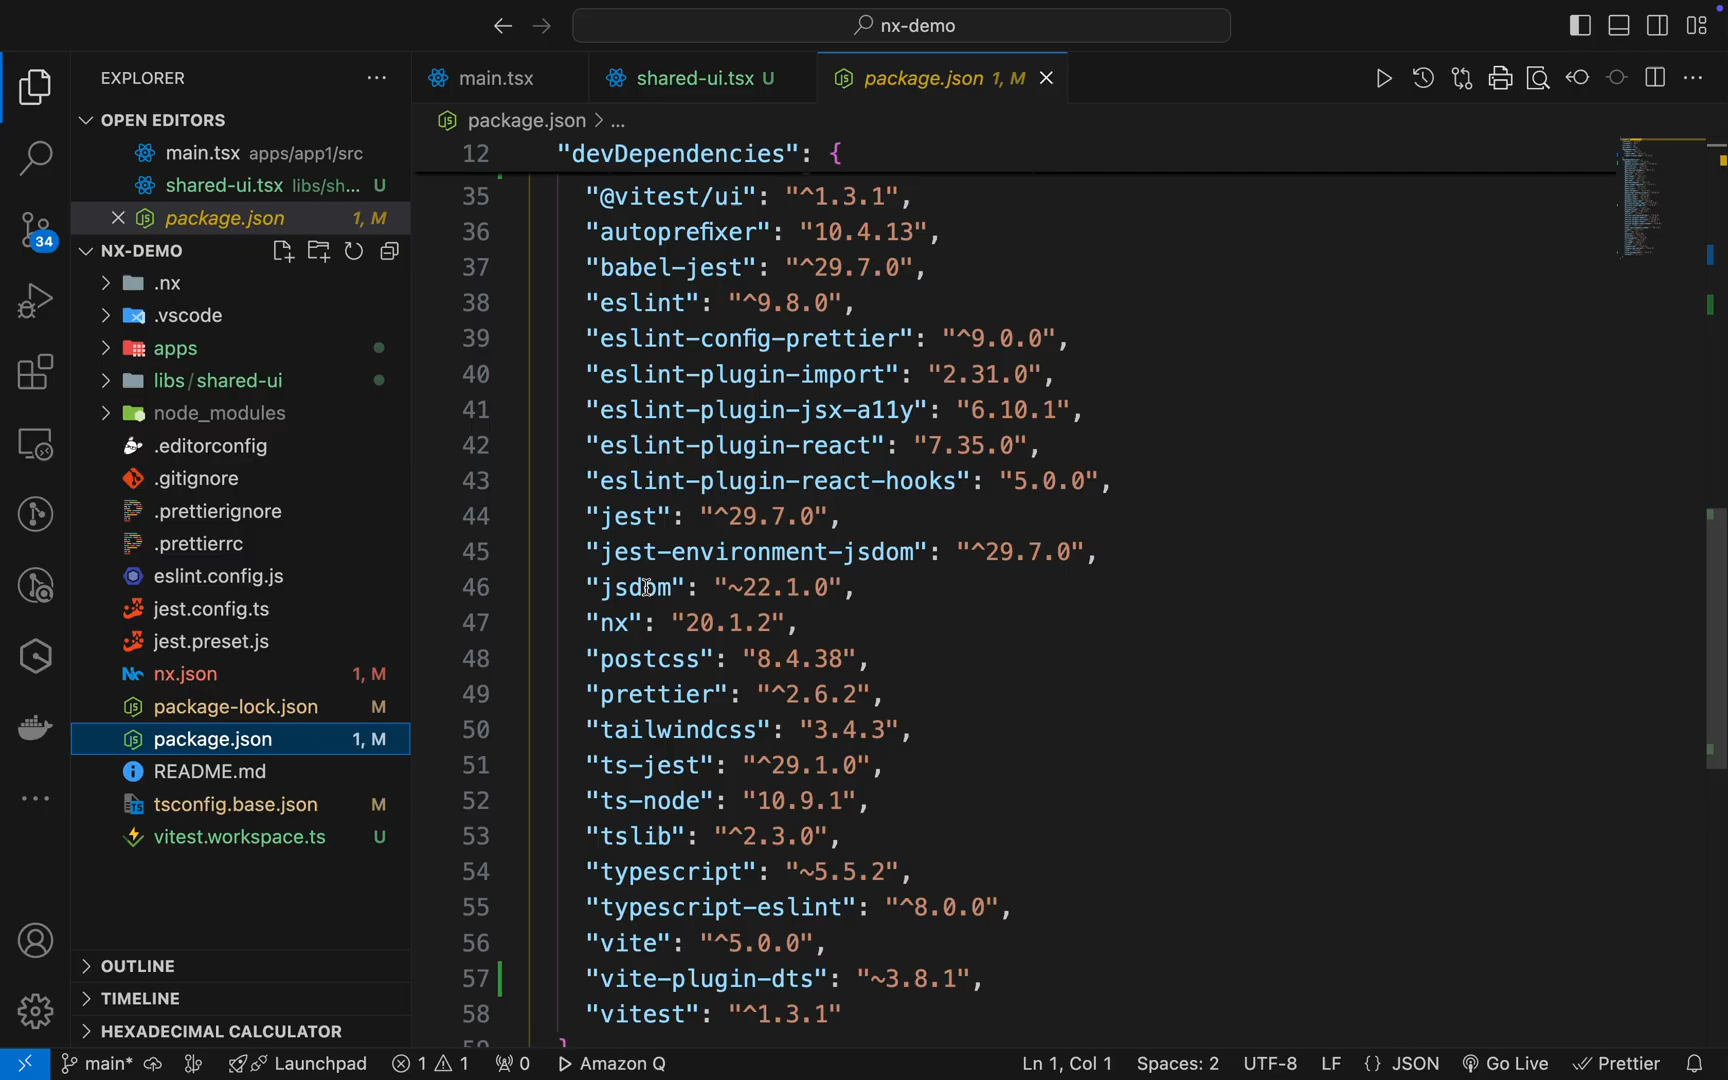 nx-demo
EXPLORER
OPEN EDITORS
main.tsx apps/app1/src
shared-ui.tsx libs/sh... U
package.json 1, M
NX-DEMO
.nx
.vscode
apps
libs / shared-ui
node_modules
.editorconfig
.gitignore
.prettierignore
.prettierrc
eslint.config.js
jest.config.ts
jest.preset.js
nx.json 1, M
package-lock.json M
package.json 1, M
README.md
tsconfig.base.json M
vitest.workspace.ts U
OUTLINE
TIMELINE
HEXADECIMAL CALCULATOR
34
main.tsx
shared-ui.tsx U
package.json 1, M
package.json > ...
12 "devDependencies": {
35 "@vitest/ui": "^1.3.1",
36 "autoprefixer": "10.4.13",
37 "babel-jest": "^29.7.0",
38 "eslint": "^9.8.0",
39 "eslint-config-prettier": "^9.0.0",
40 "eslint-plugin-import": "2.31.0",
41 "eslint-plugin-jsx-a11y": "6.10.1",
42 "eslint-plugin-react": "7.35.0",
43 "eslint-plugin-react-hooks": "5.0.0",
44 "jest": "^29.7.0",
45 "jest-environment-jsdom": "^29.7.0",
46 "jsdom": "~22.1.0",
47 "nx": "20.1.2",
48 "postcss": "8.4.38",
49 "prettier": "^2.6.2",
50 "tailwindcss": "3.4.3",
51 "ts-jest": "^29.1.0",
52 "ts-node": "10.9.1",
53 "tslib": "^2.3.0",
54 "typescript": "~5.5.2",
55 "typescript-eslint": "^8.0.0",
56 "vite": "^5.0.0",
57 "vite-plugin-dts": "~3.8.1",
58 "vitest": "^1.3.1"
59 }
main* Launchpad 1 1 0 Amazon Q Ln 1, Col 1 Spaces: 2 UTF-8 LF {} JSON Go Live Prettier